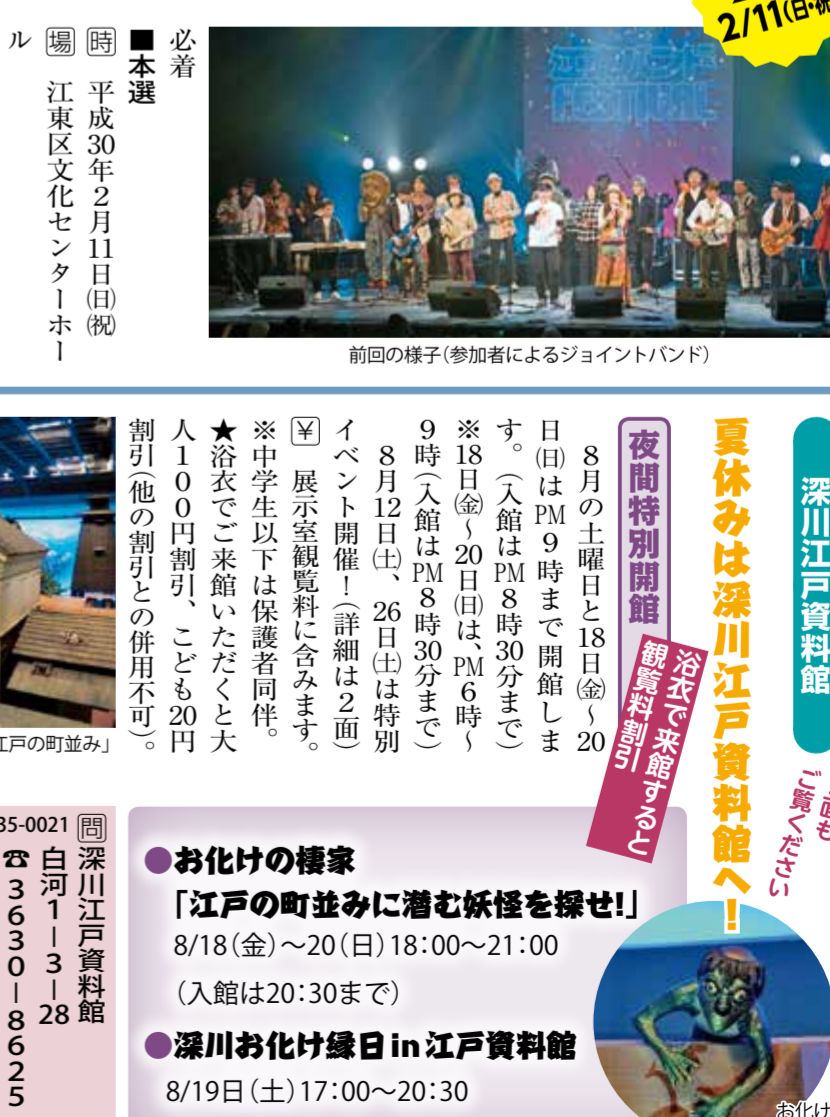 2/11(日・祝)
必着
■本選
時 平成30年2月11日(日)(祝)
場 江東区文化センターホー
ル
前回の様子(参加者によるジョイントバンド)
深川江戸資料館
ご覧ください
夏休みは深川江戸資料館へ!
夜間特別開館
浴衣で来館すると
観覧料割引
8月の土曜日と18日(金)~20
日(日)はPM9時まで開館しま
す。(入館はPM8時30分まで)
※18日(金)~20日(日)は、PM6時~
9時(入館はPM8時30分まで)
8月12日(土)、26日(土)は特別
イベント開催!(詳細は2面)
¥ 展示室観覧料に含みます。
※中学生以下は保護者同伴。
★浴衣でご来館いただくと大
人100円割引、こども20円
割引(他の割引との併用不可)。
江戸の町並み」
●お化けの棲家
「江戸の町並みに潜む妖怪を探せ!」
8/18(金)~20(日)18:00~21:00
(入館は20:30まで)
●深川お化け縁日in江戸資料館
8/19日(土)17:00~20:30
お化け
問 深川江戸資料館
35-0021
白河1-3-28
☎3630-8625